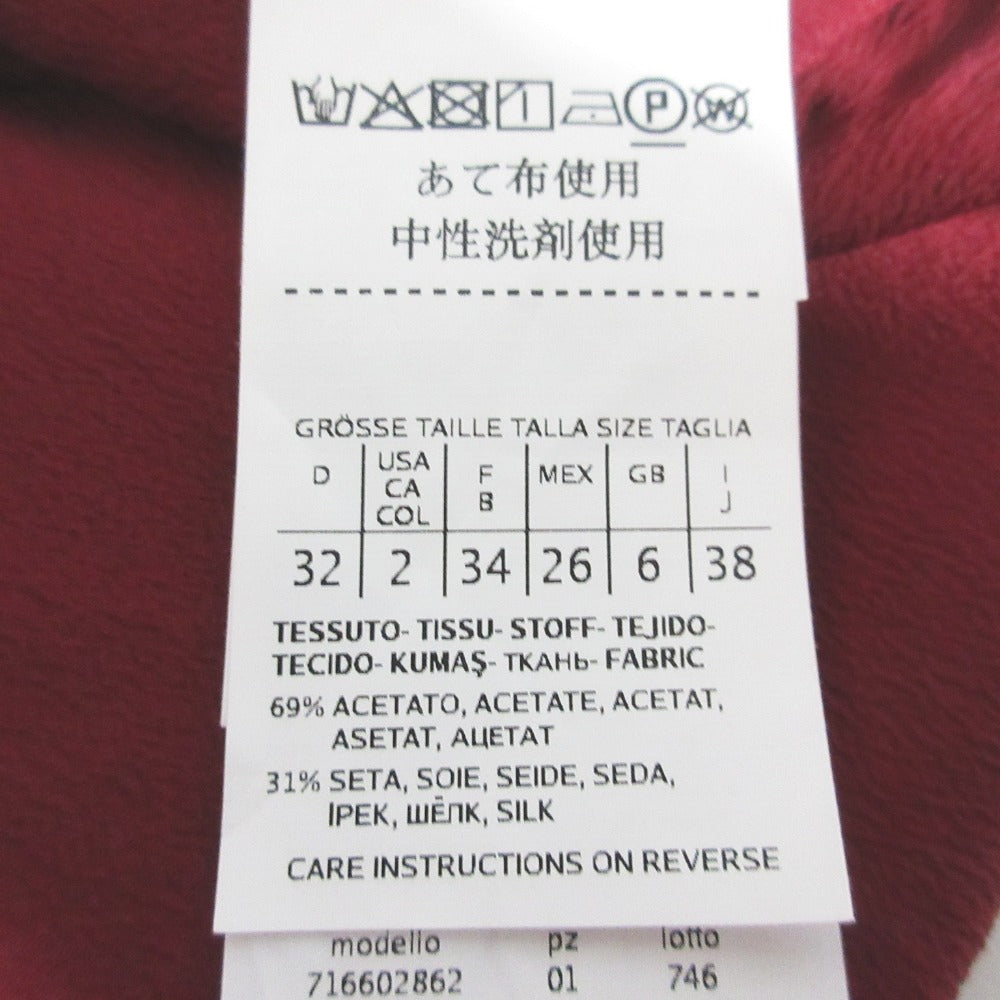 P W
あて布使用
中性洗剤使用
GRÖSSE TAILLE TALLA SIZE TAGLIA
D USA CA COL F B MEX GB I J
32 2 34 26 6 38
TESSUTO- TISSU- STOFF- TEJIDO-
TECIDO- KUMAŞ- ТКАНЬ- FABRIC
69% ACETATO, ACETATE, ACETAT,
ASETAT, АЦЕТАТ
31% SETA, SOIE, SEIDE, SEDA,
İPEK, ШЁЛК, SILK
CARE INSTRUCTIONS ON REVERSE
modello pz lotto
716602862 01 746